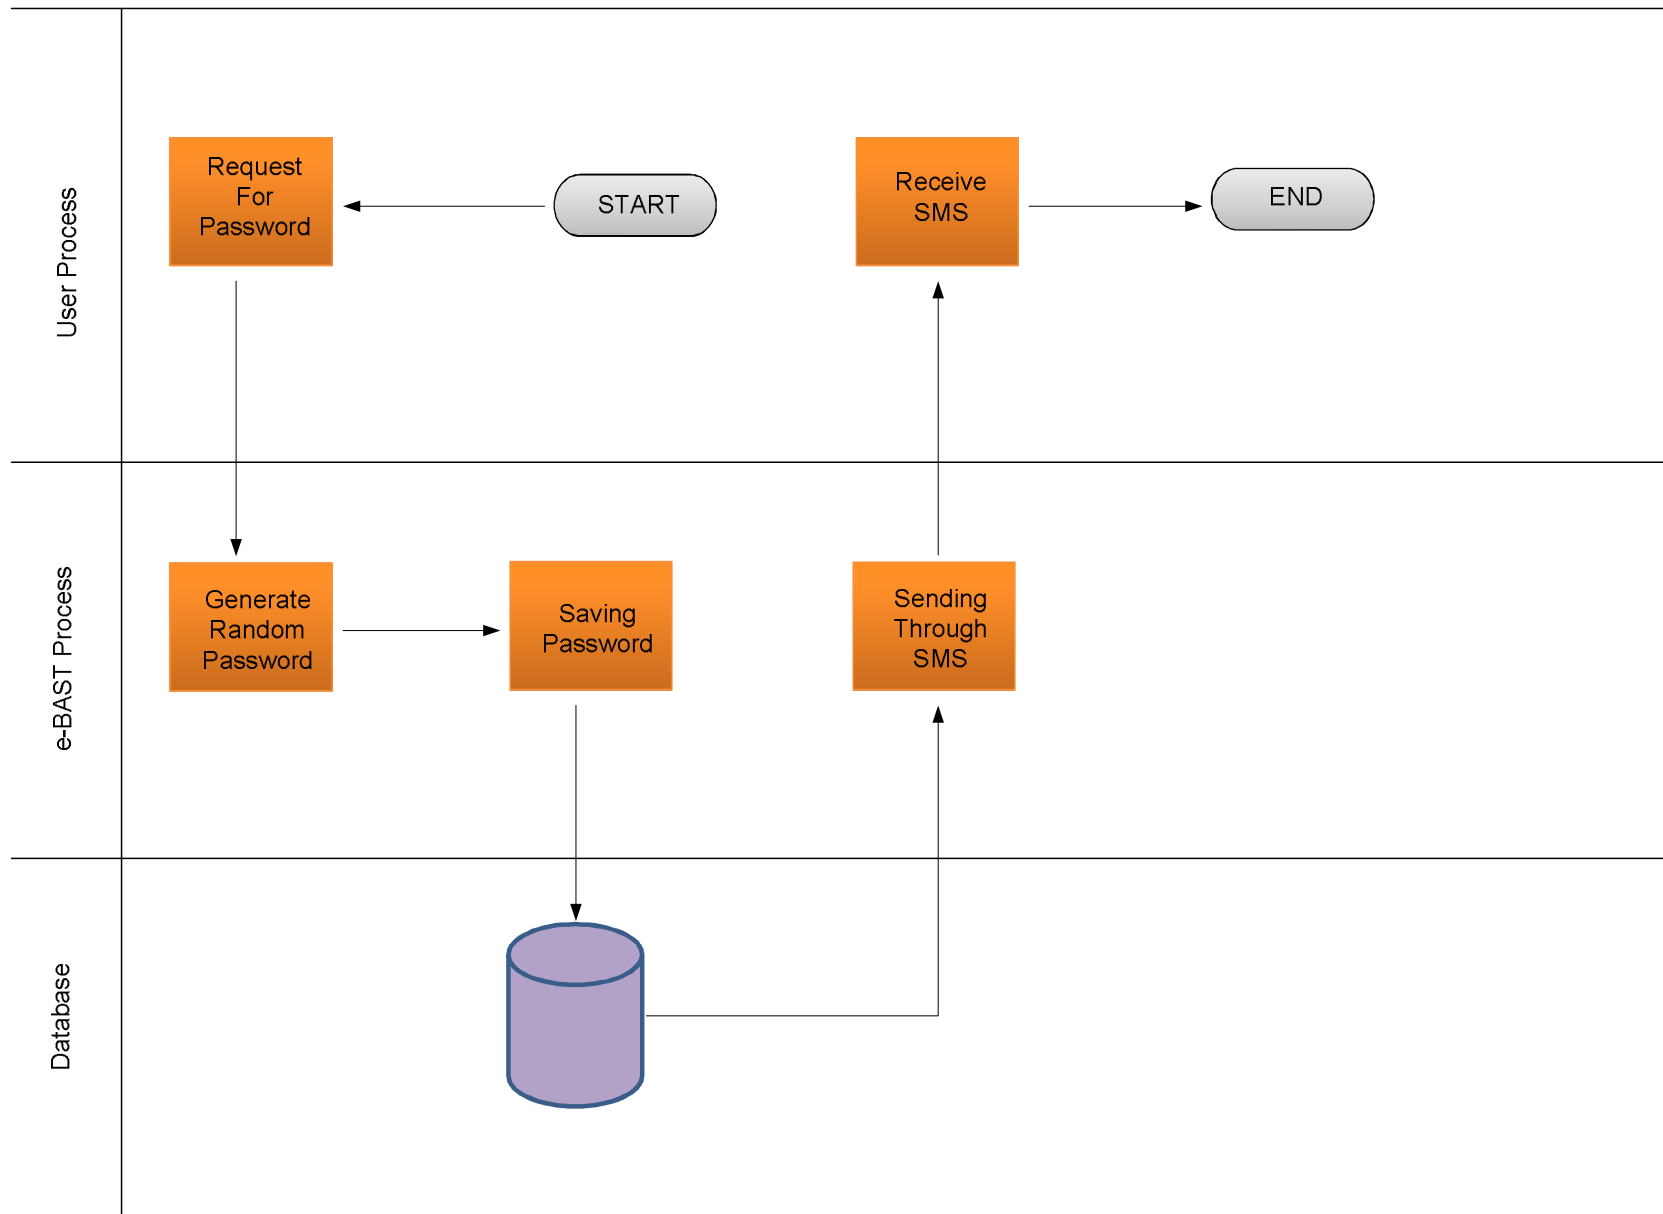 User Process
Request
For
Password
START
Receive
SMS
END
e-BAST Process
Generate
Random
Password
Saving
Password
Sending
Through
SMS
Database